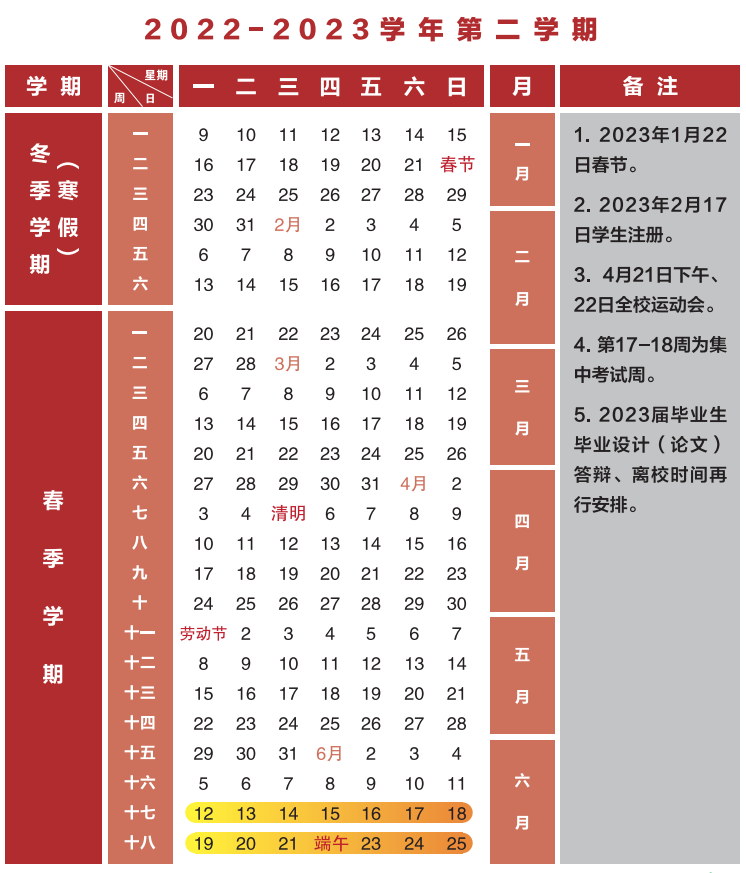 2022-2023学年第二学期
学期 星期 周 日 一 二 三 四 五 六 日 月 备注
冬季学期（寒假）
一 9 10 11 12 13 14 15
二 16 17 18 19 20 21 春节
三 23 24 25 26 27 28 29
四 30 31 2月 2 3 4 5
五 6 7 8 9 10 11 12
六 13 14 15 16 17 18 19
春季学期
一 20 21 22 23 24 25 26
二 27 28 3月 2 3 4 5
三 6 7 8 9 10 11 12
四 13 14 15 16 17 18 19
五 20 21 22 23 24 25 26
六 27 28 29 30 31 4月 2
七 3 4 清明 6 7 8 9
八 10 11 12 13 14 15 16
九 17 18 19 20 21 22 23
十 24 25 26 27 28 29 30
十一 劳动节 2 3 4 5 6 7
十二 8 9 10 11 12 13 14
十三 15 16 17 18 19 20 21
十四 22 23 24 25 26 27 28
十五 29 30 31 6月 2 3 4
十六 5 6 7 8 9 10 11
十七 12 13 14 15 16 17 18
十八 19 20 21 端午 23 24 25
一月
二月
三月
四月
五月
六月
1. 2023年1月22
日春节。
2. 2023年2月17
日学生注册。
3. 4月21日下午、
22日全校运动会。
4. 第17-18周为集
中考试周。
5. 2023届毕业生
毕业设计（论文）
答辩、离校时间再
行安排。